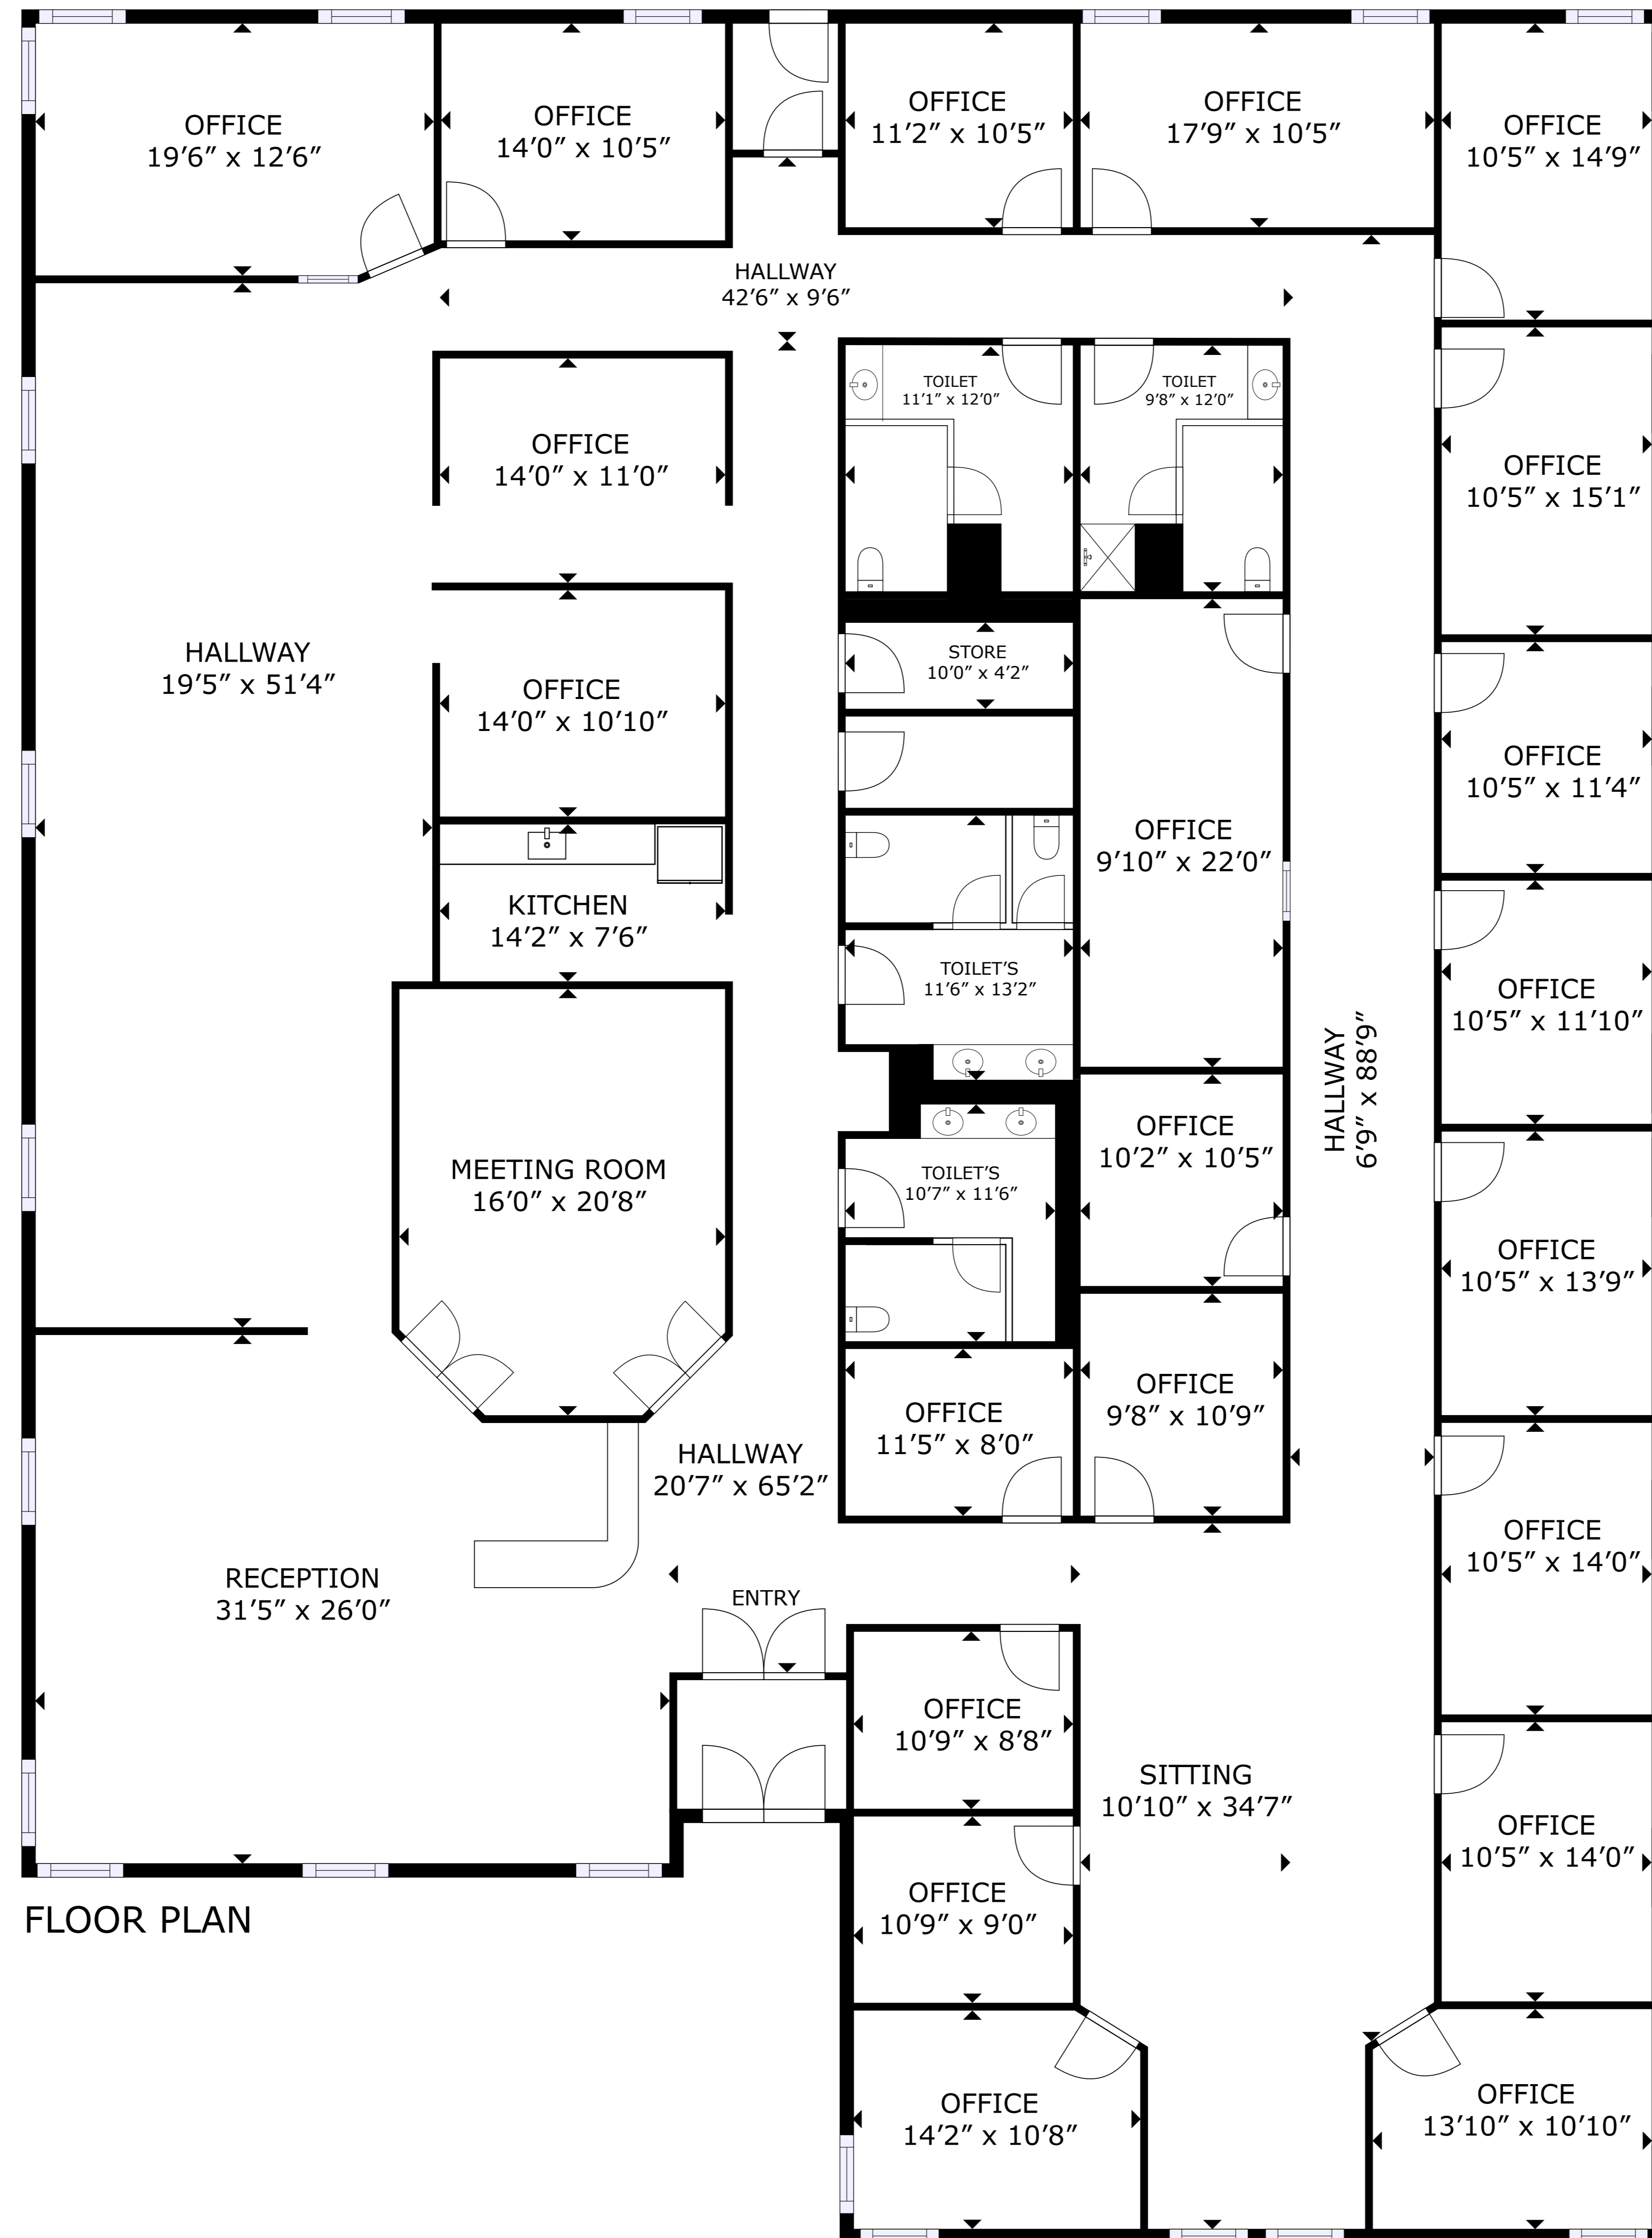 OFFICE
19′6″ x 12′6″
OFFICE
14′0″ x 10′5″
OFFICE
11′2″ x 10′5″
OFFICE
17′9″ x 10′5″
OFFICE
10′5″ x 14′9″
HALLWAY
42′6″ x 9′6″
OFFICE
14′0″ x 11′0″
TOILET
11′1″ x 12′0″
TOILET
9′8″ x 12′0″
OFFICE
10′5″ x 15′1″
HALLWAY
19′5″ x 51′4″
OFFICE
14′0″ x 10′10″
STORE
10′0″ x 4′2″
OFFICE
10′5″ x 11′4″
OFFICE
9′10″ x 22′0″
KITCHEN
14′2″ x 7′6″
TOILET′S
11′6″ x 13′2″
OFFICE
10′5″ x 11′10″
HALLWAY
6′9″ x 88′9″
OFFICE
10′2″ x 10′5″
MEETING ROOM
16′0″ x 20′8″
TOILET′S
10′7″ x 11′6″
OFFICE
10′5″ x 13′9″
OFFICE
9′8″ x 10′9″
OFFICE
11′5″ x 8′0″
HALLWAY
20′7″ x 65′2″
OFFICE
10′5″ x 14′0″
RECEPTION
31′5″ x 26′0″
ENTRY
OFFICE
10′9″ x 8′8″
SITTING
10′10″ x 34′7″
OFFICE
10′5″ x 14′0″
OFFICE
10′9″ x 9′0″
FLOOR PLAN
OFFICE
14′2″ x 10′8″
OFFICE
13′10″ x 10′10″